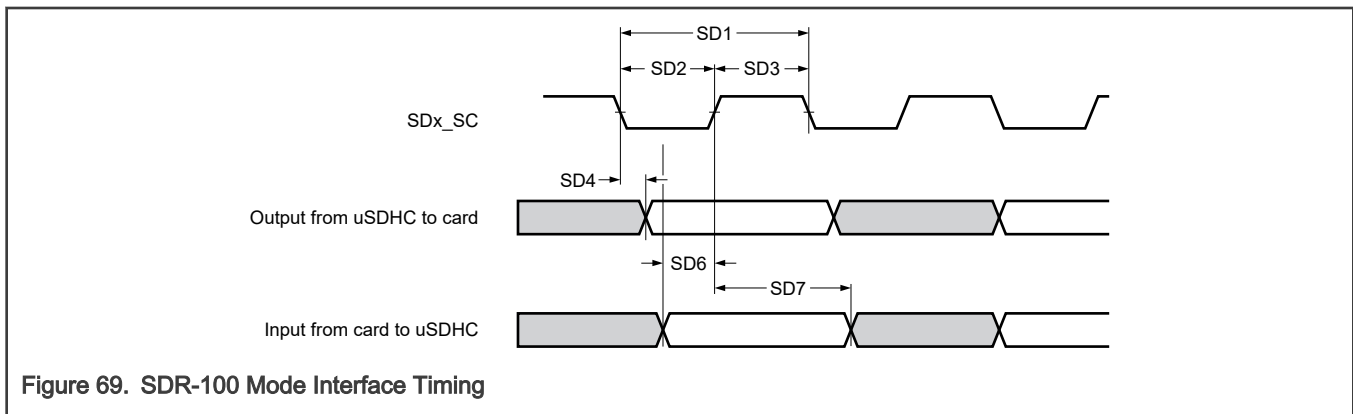 SD1
SD2
SD3
SDx_SC
SD4
Output from uSDHC to card
SD6
SD7
Input from card to uSDHC
Figure 69. SDR-100 Mode Interface Timing